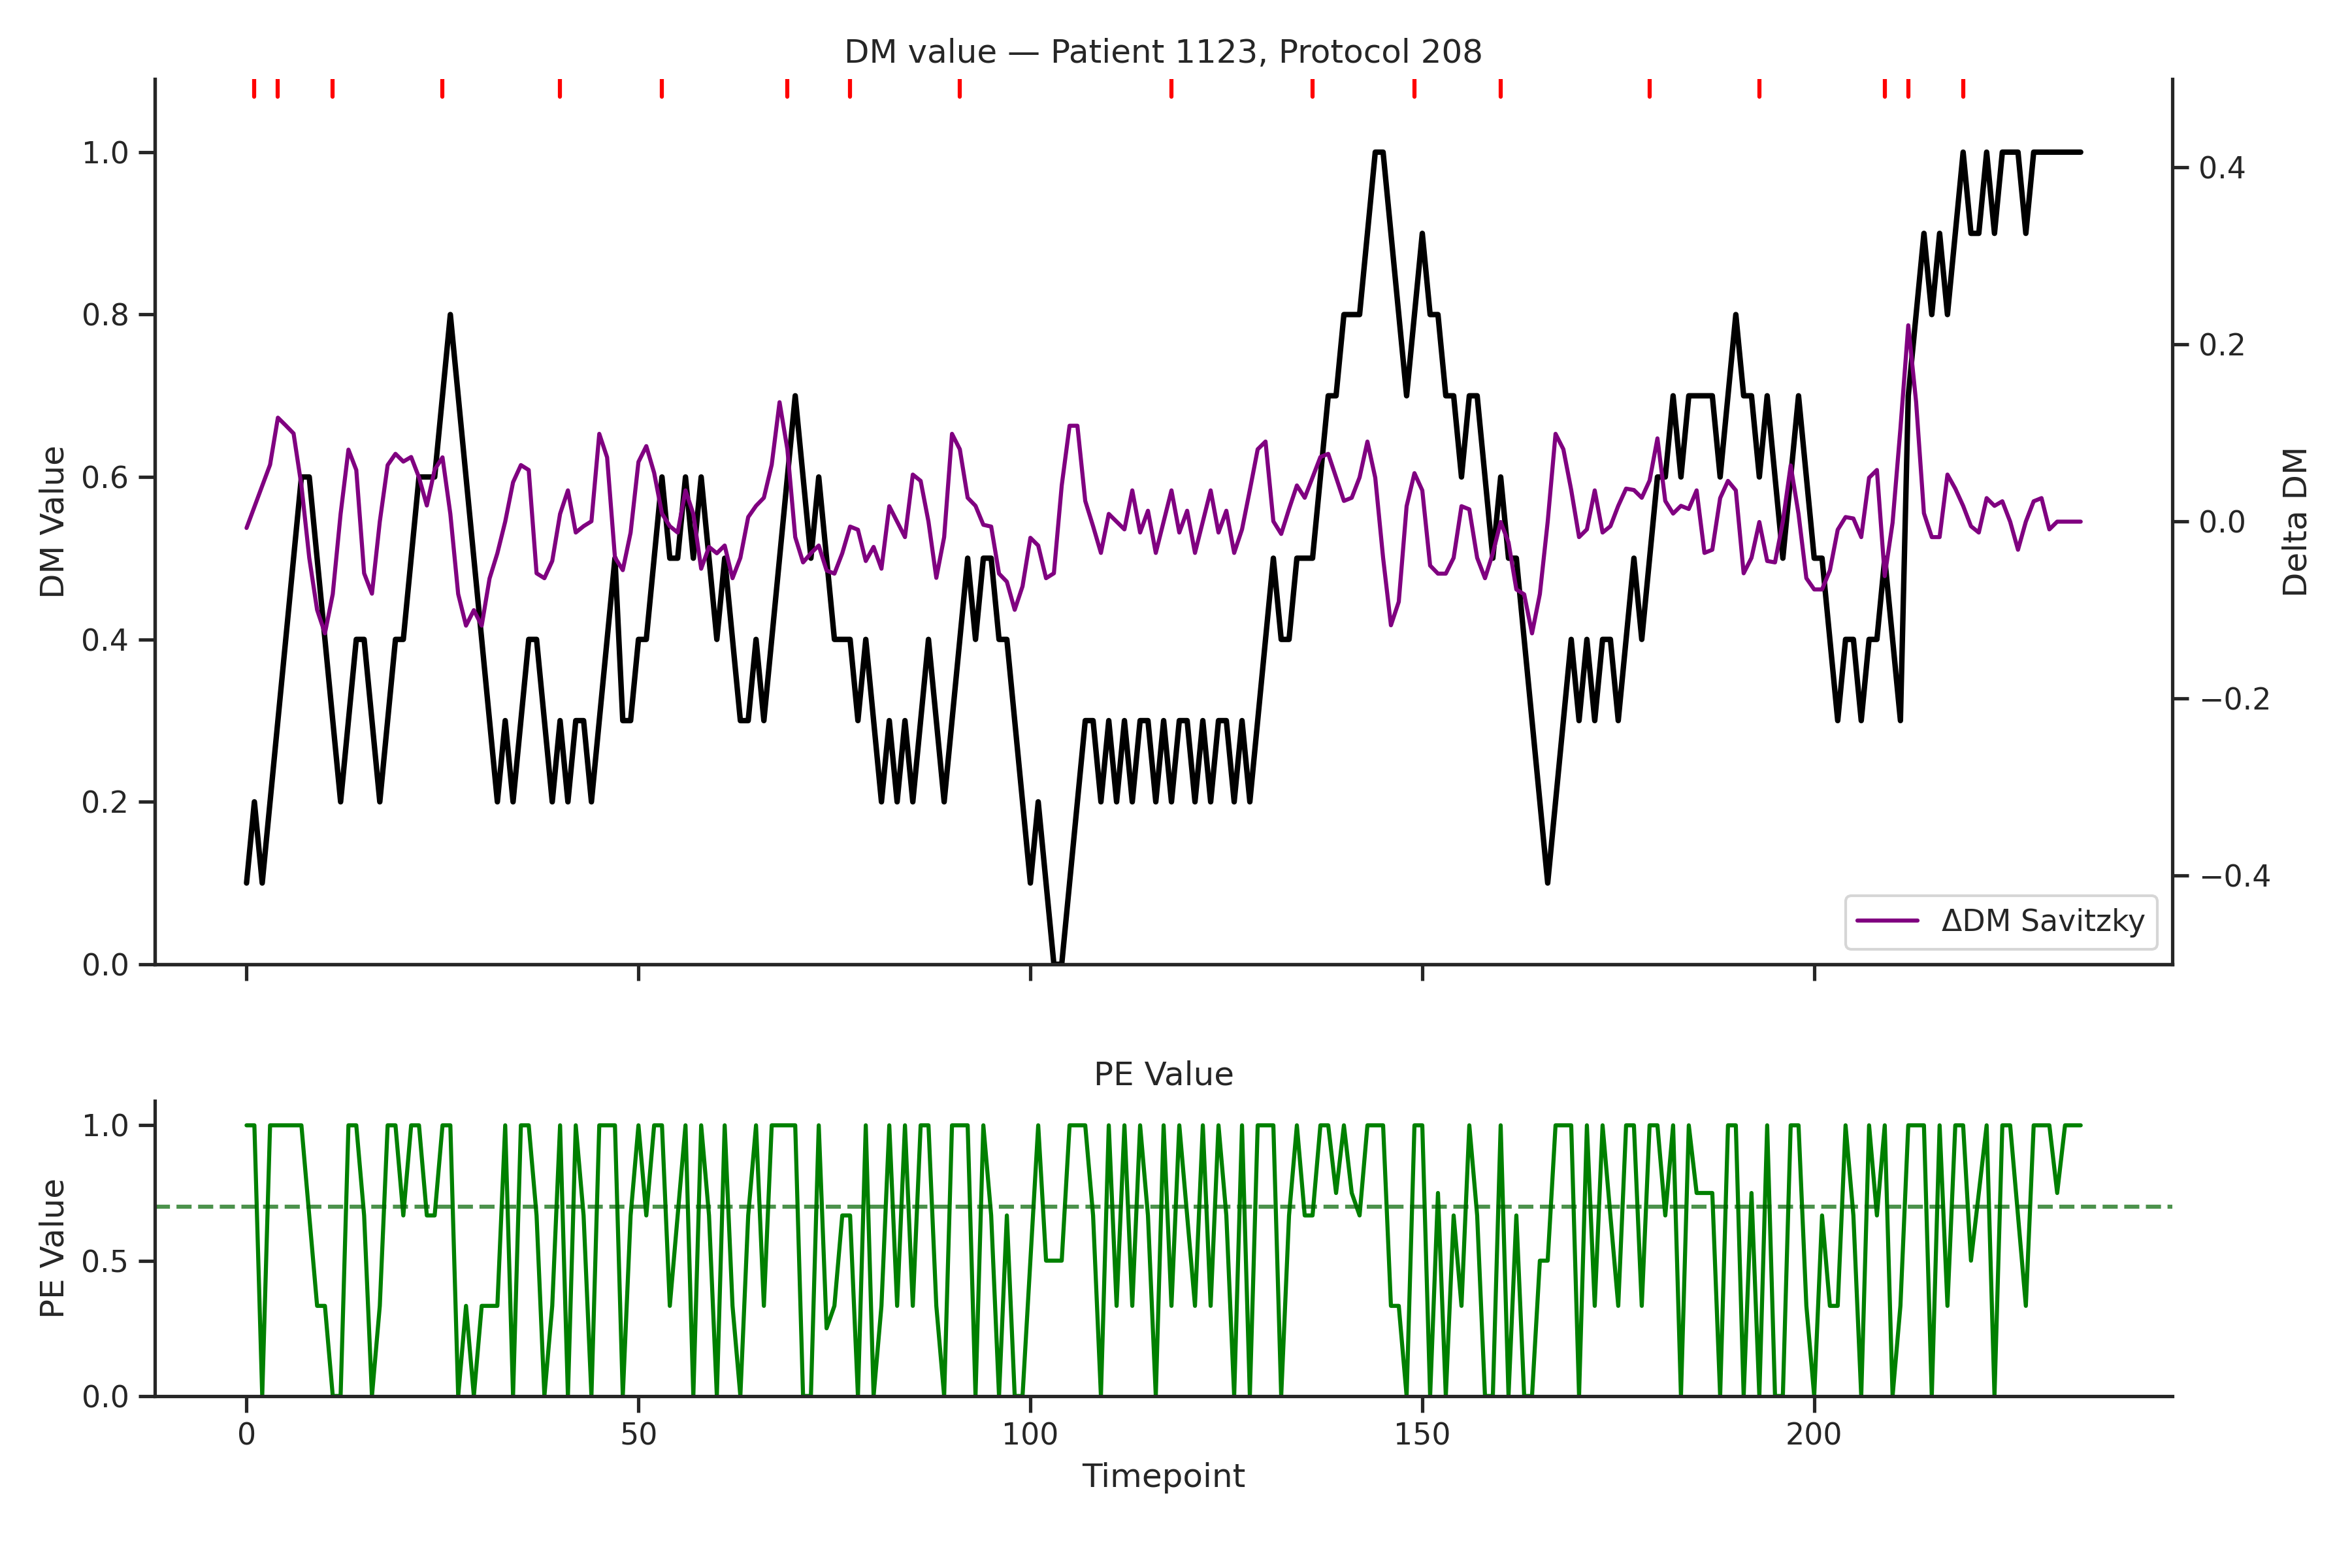 DM value — Patient 1123, Protocol 208
1.0
0.8
0.6
0.4
0.2
0.0
DM Value
0.4
0.2
0.0
−0.2
−0.4
Delta DM
ΔDM Savitzky
PE Value
1.0
0.5
0.0
PE Value
0 50 100 150 200
Timepoint